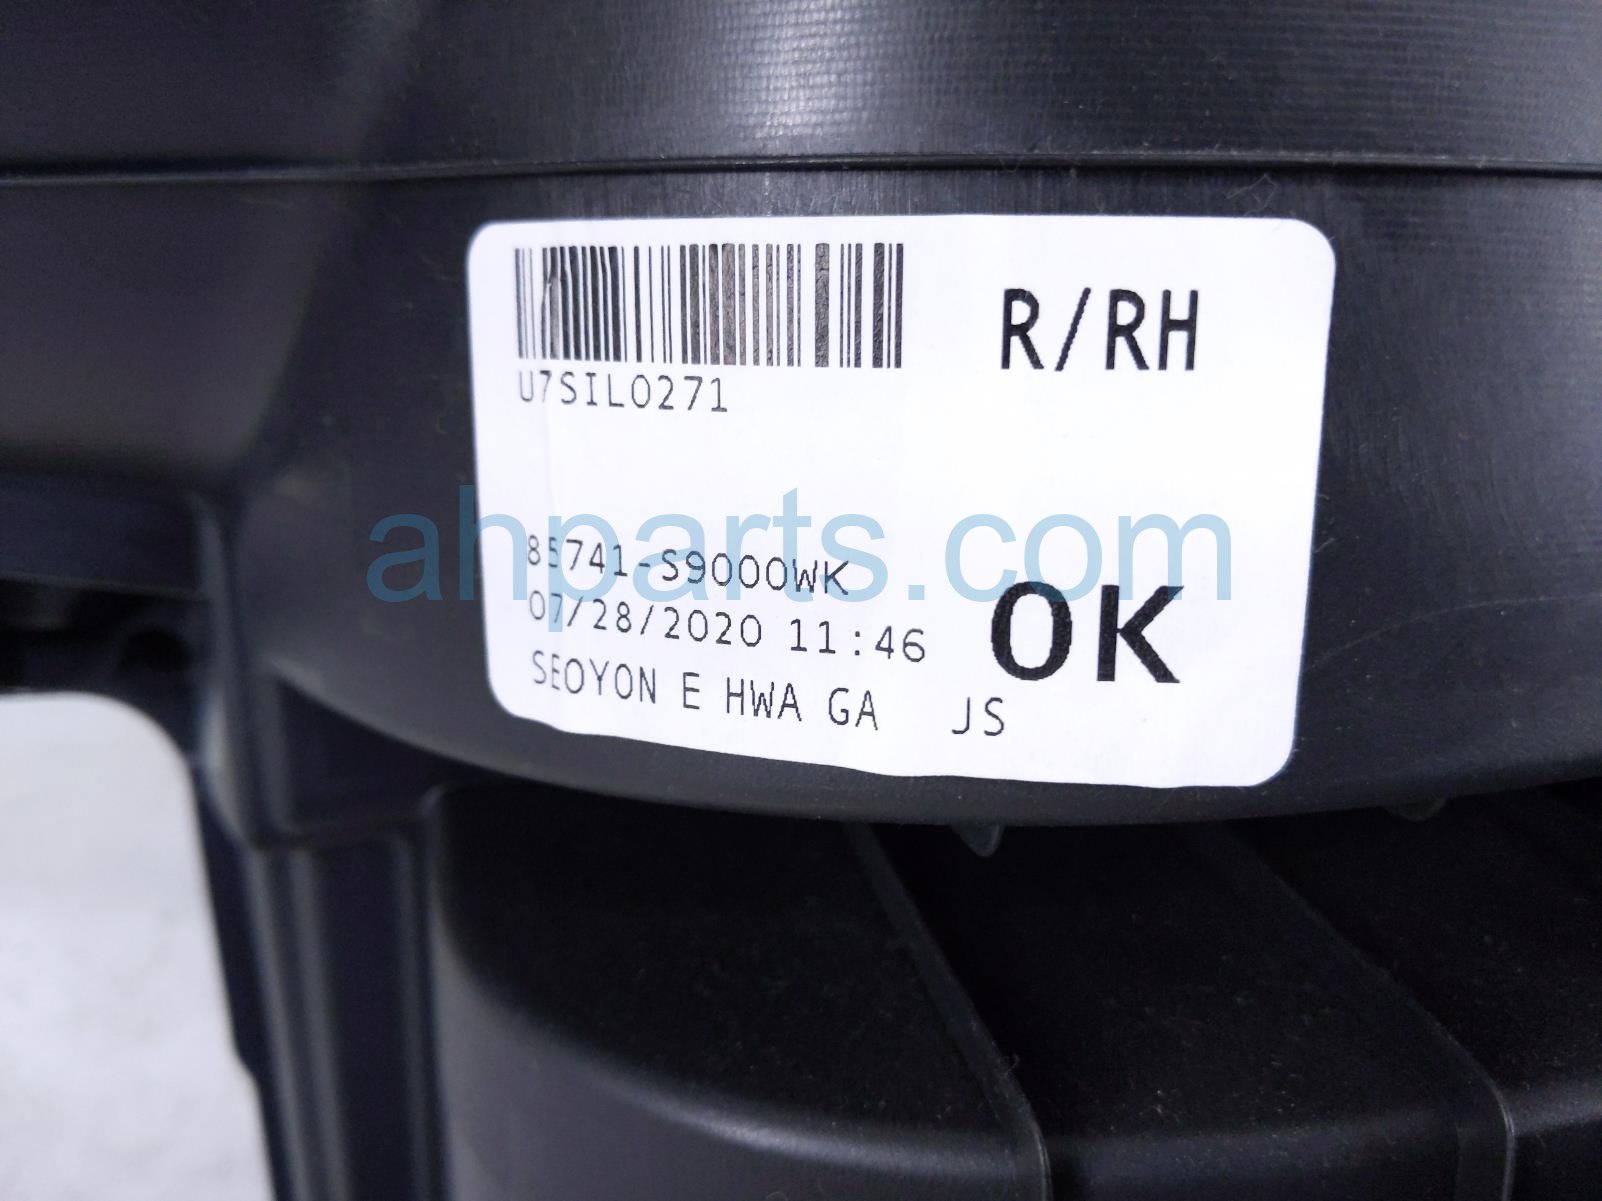 R/RH
U7SIL0271
ahparts.com
85741-S9000WK
07/28/2020 11:46
OK
SEOYON E HWA GA JS